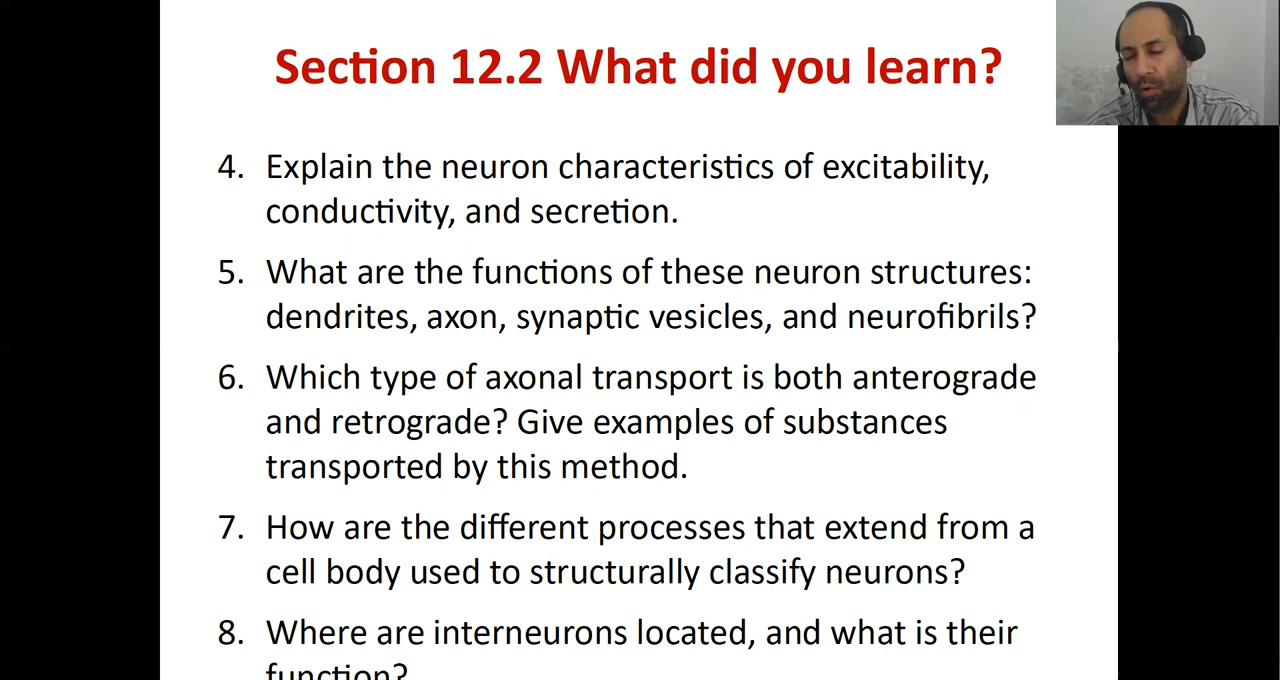 Section 12.2 What did you learn?
4. Explain the neuron characteristics of excitability,
conductivity, and secretion.
5. What are the functions of these neuron structures:
dendrites, axon, synaptic vesicles, and neurofibrils?
6. Which type of axonal transport is both anterograde
and retrograde? Give examples of substances
transported by this method.
7. How are the different processes that extend from a
cell body used to structurally classify neurons?
8. Where are interneurons located, and what is their
function?